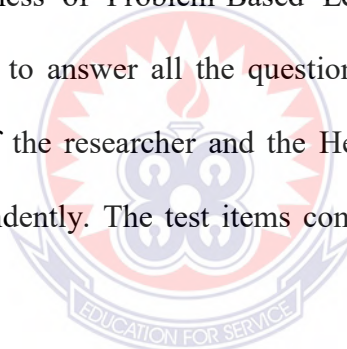 ness of Problem-Based Le
to answer all the question
f the researcher and the He
ndently. The test items con
EDUCATION FOR SERVICE